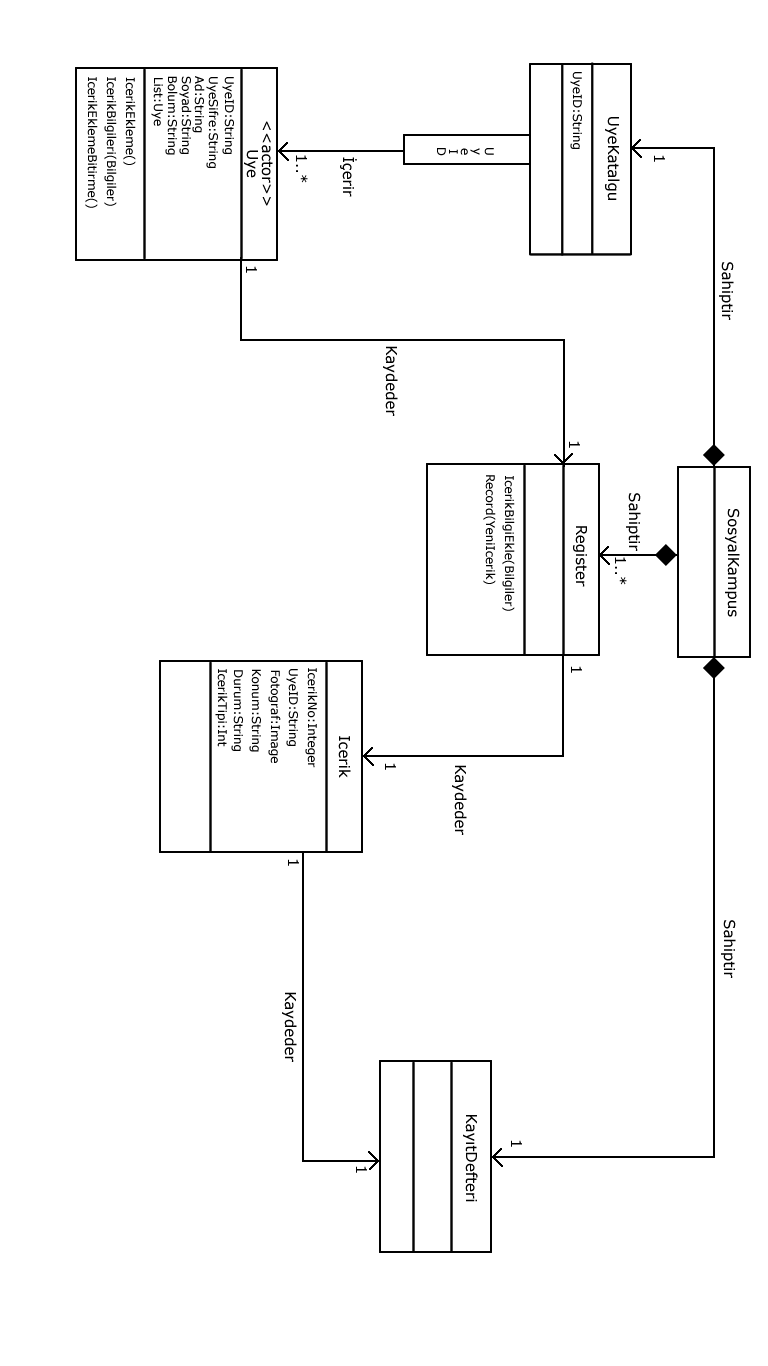 SosyalKampus
Sahiptir
1
Sahiptir
1..*
Sahiptir
1
UyeKatalgu
UyeID:String
UyeID
İçerir
1..*
<<actor>>
Uye
UyeID:String
UyeSifre:String
Ad:String
Soyad:String
Bolum:String
List:Uye
IcerikEkleme()
IcerikBilgileri(Bilgiler)
IcerikEklemeBitirme()
1
Kaydeder
1
Register
IcerikBilgiEkle(Bilgiler)
Record(YeniIcerik)
1
Kaydeder
1
Icerik
IcerikNo:Integer
UyeID:String
Fotograf:Image
Konum:String
Durum:String
IcerikTipi:Int
1
Kaydeder
1
KayıtDefteri